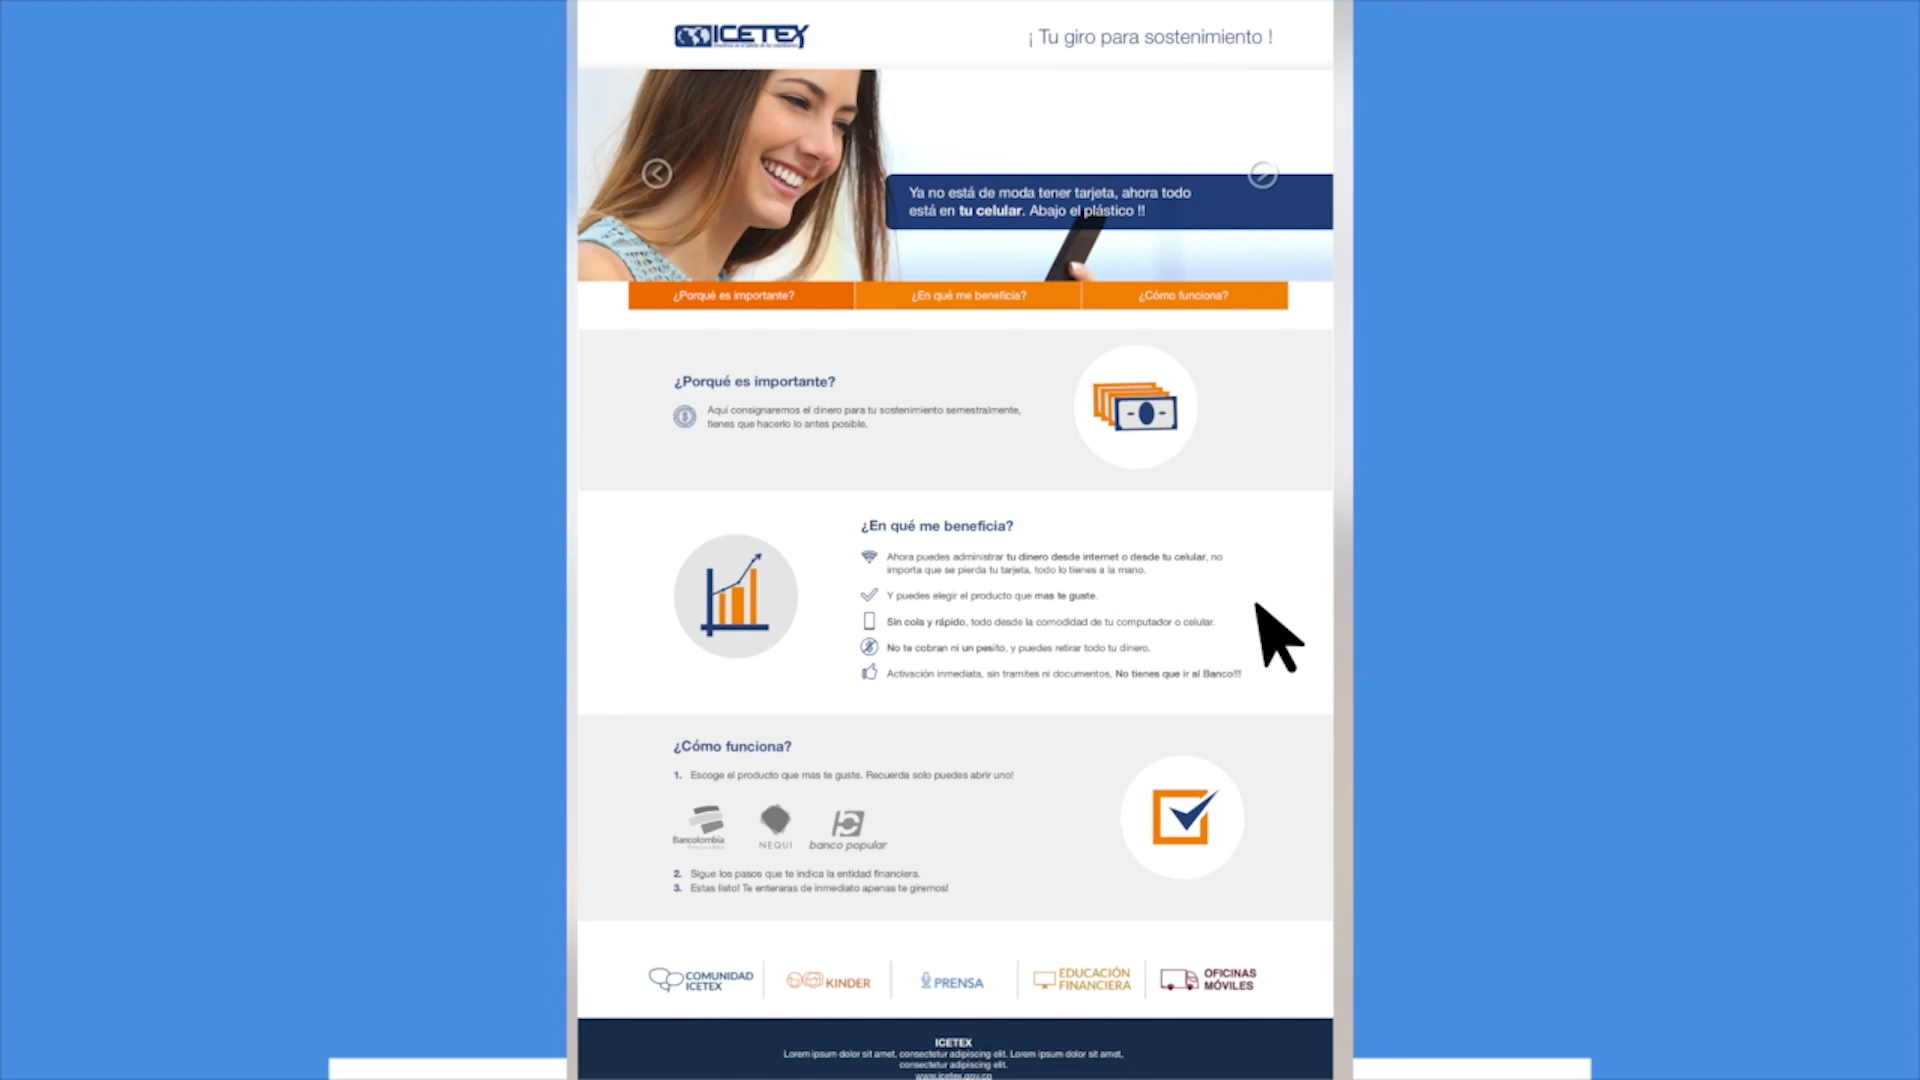 ICETEX
¡ Tu giro para sostenimiento !
Ya no está de moda tener tarjeta, ahora todo
está en tu celular. Abajo el plástico !!
¿Porqué es importante?
¿En qué me beneficia?
¿Cómo funciona?
¿Porqué es importante?
Aquí consignaremos el dinero para tu sostenimiento semestralmente,
tienes que hacerlo lo antes posible.
¿En qué me beneficia?
Ahora puedes administrar tu dinero desde internet o desde tu celular, no
importa que se pierda tu tarjeta, todo lo tienes a la mano.
Y puedes elegir el producto que mas te guste.
Sin cola y rápido, todo desde la comodidad de tu computador o celular.
No te cobran ni un pesito, y puedes retirar todo tu dinero.
Activación inmediata, sin tramites ni documentos, No tienes que ir al Banco!!!
¿Cómo funciona?
1. Escoge el producto que mas te guste. Recuerda solo puedes abrir uno!
Bancolombia
NEQUI
banco popular
2. Sigue los pasos que te indica la entidad financiera.
3. Estas listo! Te enteraras de inmediato apenas te giremos!
COMUNIDAD
ICETEX
KINDER
PRENSA
EDUCACIÓN
FINANCIERA
OFICINAS
MÓVILES
ICETEX
Lorem ipsum dolor sit amet, consectetur adipiscing elit. Lorem ipsum dolor sit amet,
consectetur adipiscing elit.
www.icetex.gov.co